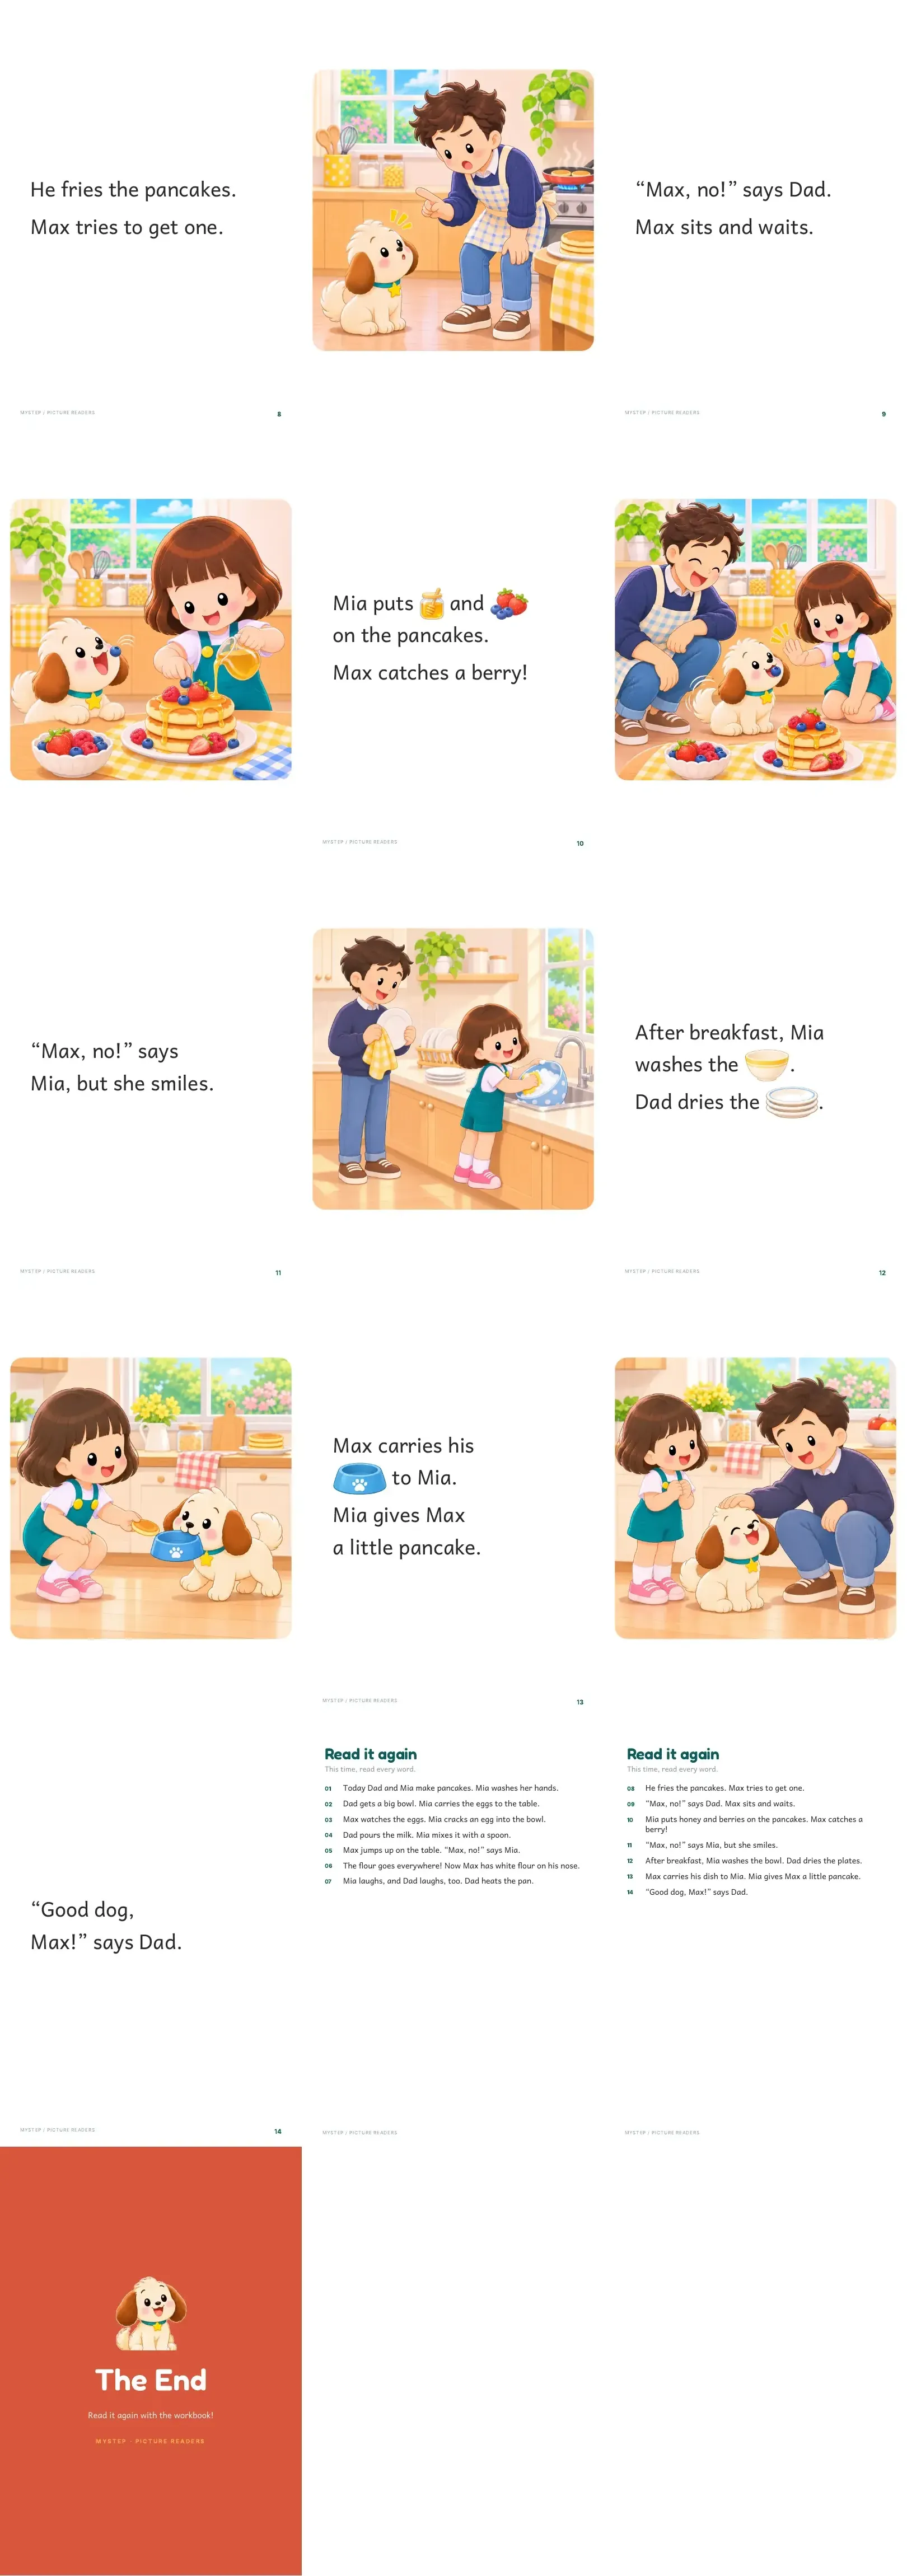 He fries the pancakes.
Max tries to get one.
MYSTEP / PICTURE READERS
8
“Max, no!” says Dad.
Max sits and waits.
MYSTEP / PICTURE READERS
9
Mia puts and
on the pancakes.
Max catches a berry!
MYSTEP / PICTURE READERS
10
“Max, no!” says
Mia, but she smiles.
MYSTEP / PICTURE READERS
11
After breakfast, Mia
washes the .
Dad dries the .
MYSTEP / PICTURE READERS
12
Max carries his
to Mia.
Mia gives Max
a little pancake.
MYSTEP / PICTURE READERS
13
“Good dog,
Max!” says Dad.
MYSTEP / PICTURE READERS
14
Read it again
This time, read every word.
01 Today Dad and Mia make pancakes. Mia washes her hands.
02 Dad gets a big bowl. Mia carries the eggs to the table.
03 Max watches the eggs. Mia cracks an egg into the bowl.
04 Dad pours the milk. Mia mixes it with a spoon.
05 Max jumps up on the table. “Max, no!” says Mia.
06 The flour goes everywhere! Now Max has white flour on his nose.
07 Mia laughs, and Dad laughs, too. Dad heats the pan.
MYSTEP / PICTURE READERS
Read it again
This time, read every word.
08 He fries the pancakes. Max tries to get one.
09 “Max, no!” says Dad. Max sits and waits.
10 Mia puts honey and berries on the pancakes. Max catches a
berry!
11 “Max, no!” says Mia, but she smiles.
12 After breakfast, Mia washes the bowl. Dad dries the plates.
13 Max carries his dish to Mia. Mia gives Max a little pancake.
14 “Good dog, Max!” says Dad.
MYSTEP / PICTURE READERS
The End
Read it again with the workbook!
MYSTEP · PICTURE READERS